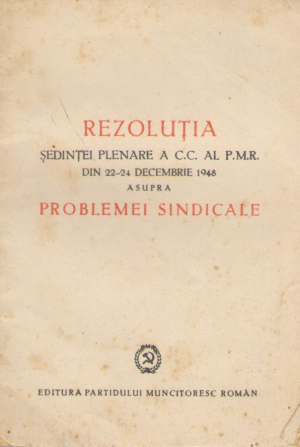 REZOLUȚIA
ȘEDINȚEI PLENARE A C.C. AL P.M.R.
DIN 22-24 DECEMBRIE 1948
ASUPRA
PROBLEMEI SINDICALE
EDITURA PARTIDULUI MUNCITORESC ROMÂN